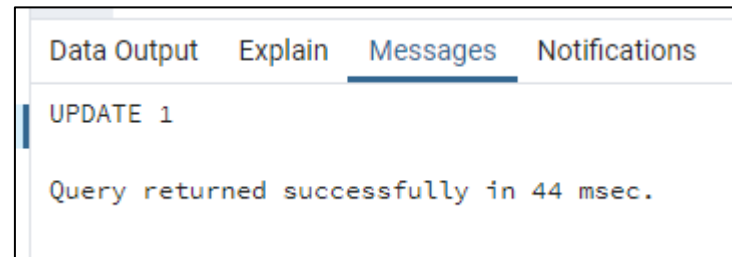 Data Output Explain Messages Notifications
UPDATE 1
Query returned successfully in 44 msec.